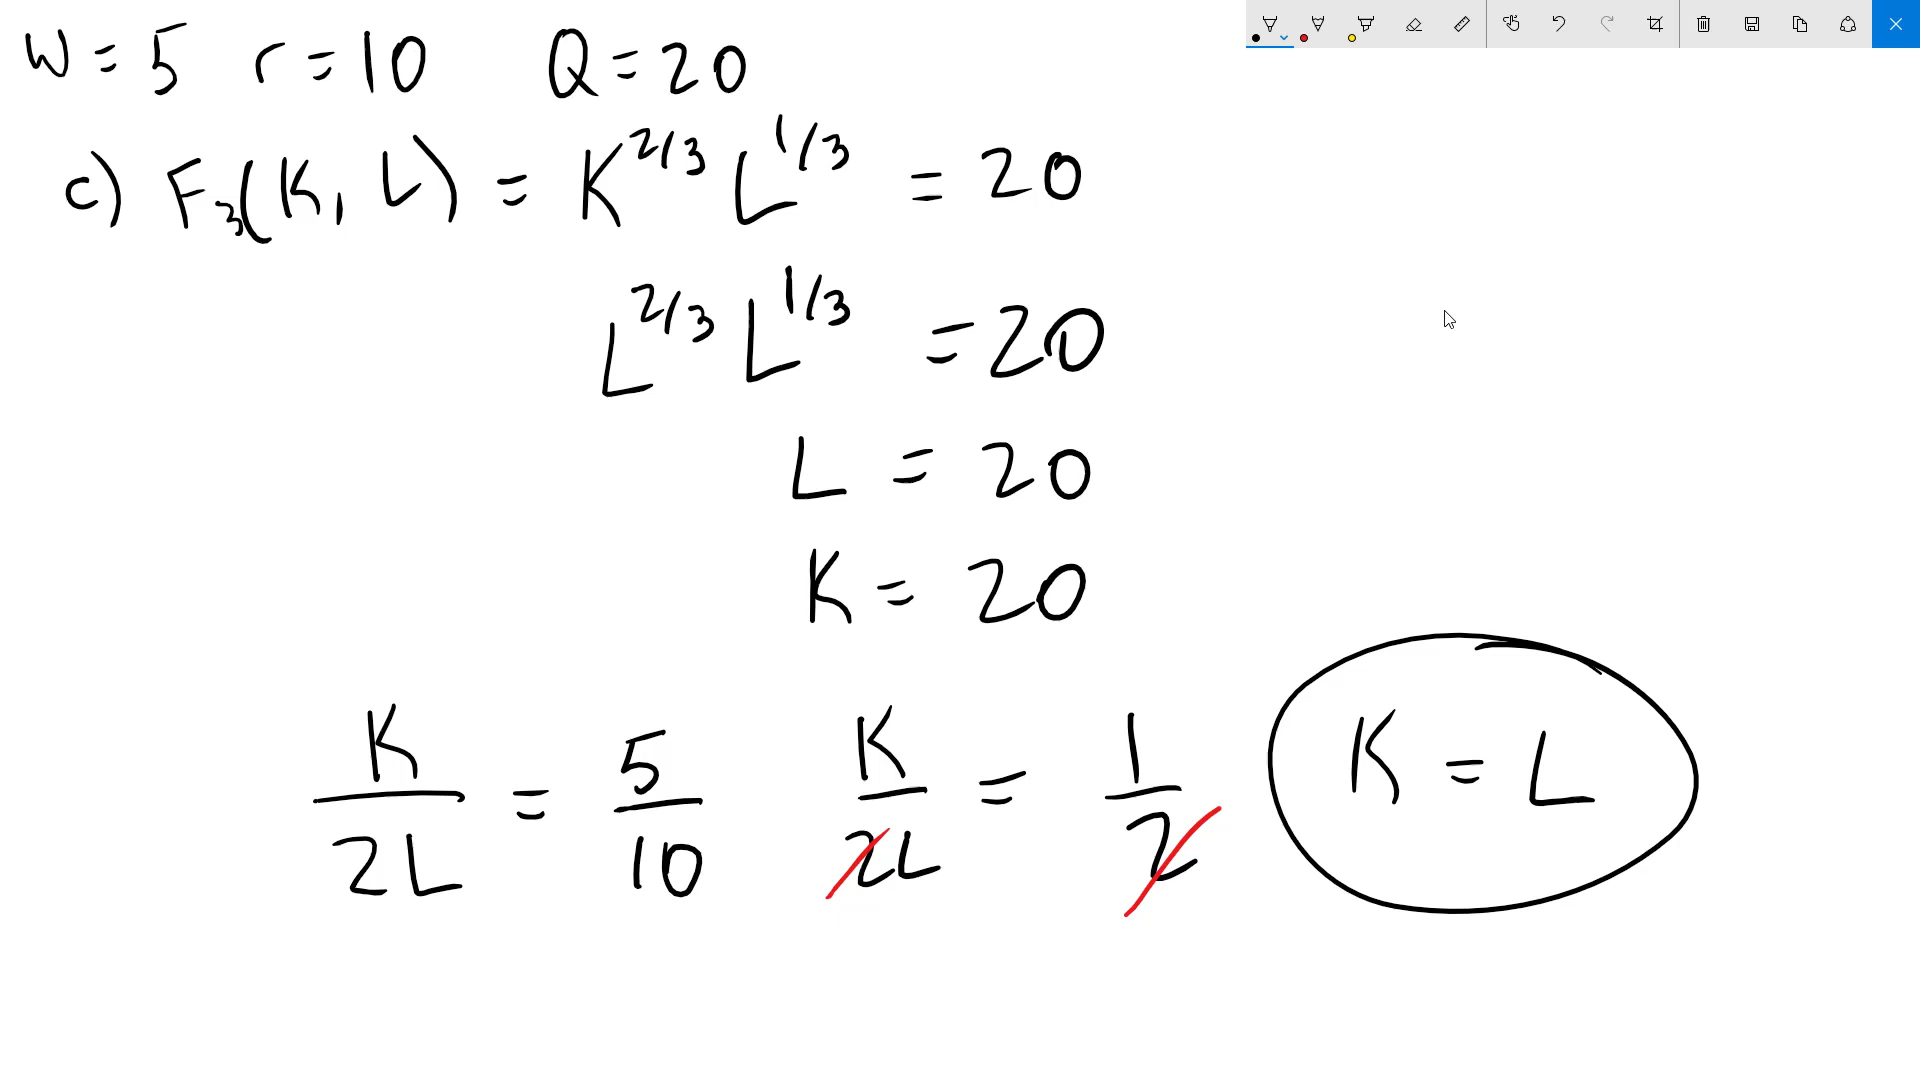 W = 5 r = 10 Q = 20
c) F₃(K, L) = K^2/3 L^1/3 = 20
L^2/3 L^1/3 = 20
L = 20
K = 20
K/2L = 5/10 K/2L = 1/2 K = L